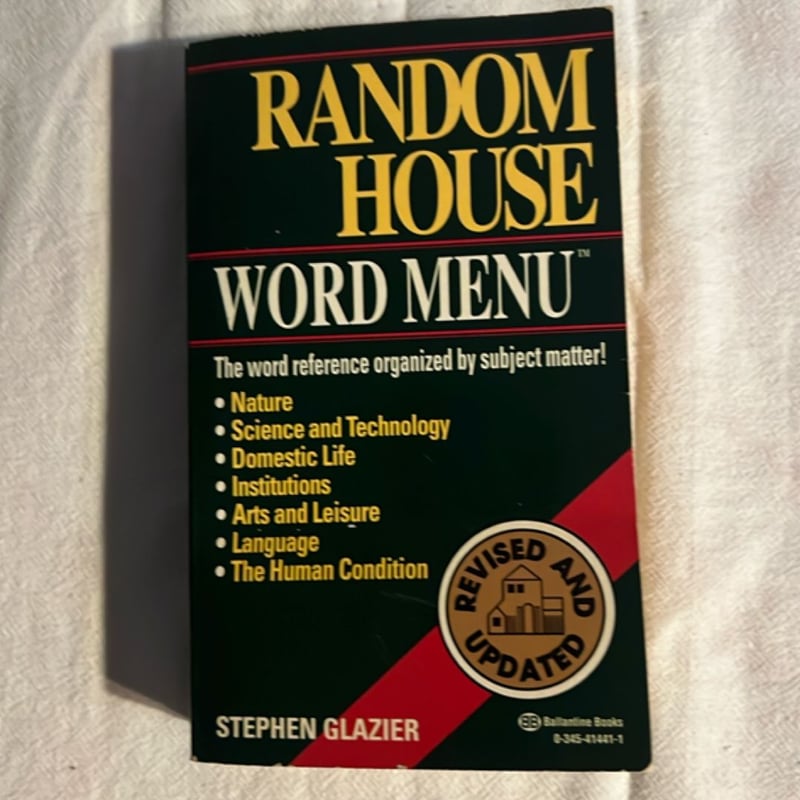 RANDOM
HOUSE
WORD MENU™
The word reference organized by subject matter!
• Nature
• Science and Technology
• Domestic Life
• Institutions
• Arts and Leisure
• Language
• The Human Condition
REVISED AND
UPDATED
STEPHEN GLAZIER
BB Ballantine Books
0-345-41441-1